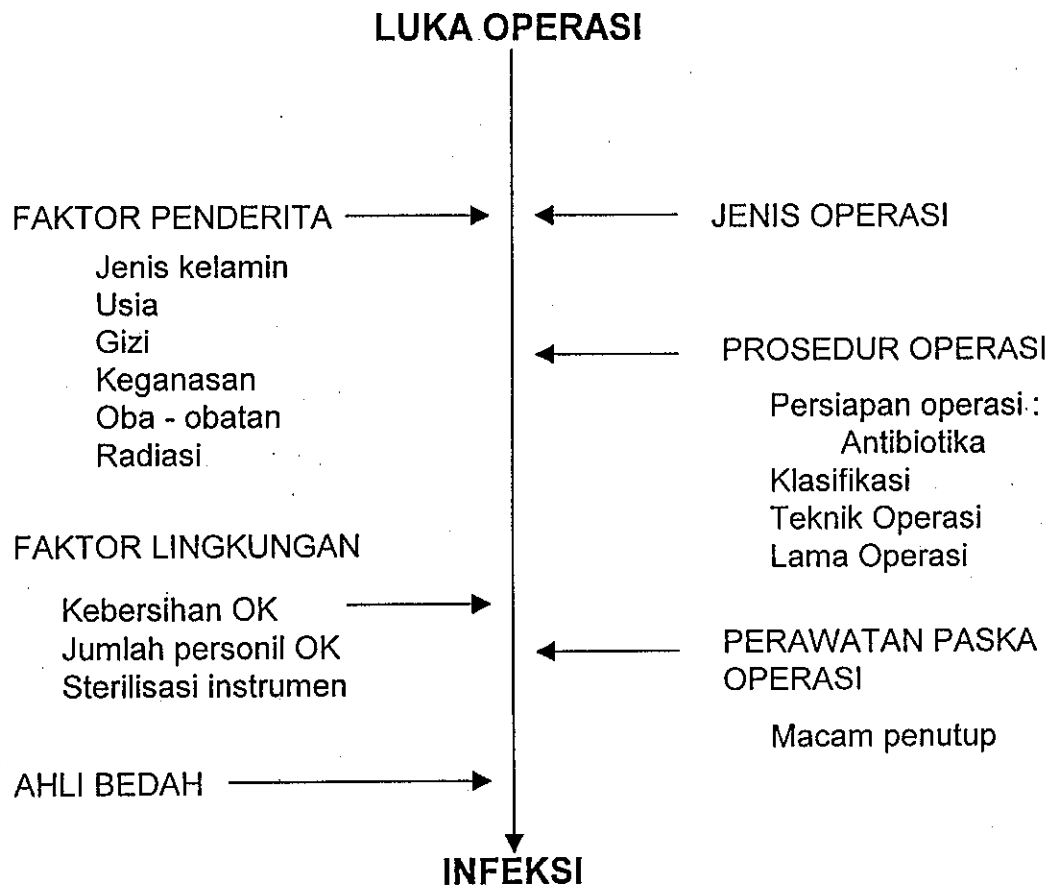 LUKA OPERASI
FAKTOR PENDERITA
Jenis kelamin
Usia
Gizi
Keganasan
Oba - obatan
Radiasi
FAKTOR LINGKUNGAN
Kebersihan OK
Jumlah personil OK
Sterilisasi instrumen
AHLI BEDAH
JENIS OPERASI
PROSEDUR OPERASI
Persiapan operasi :
Antibiotika
Klasifikasi
Teknik Operasi
Lama Operasi
PERAWATAN PASKA
OPERASI
Macam penutup
INFEKSI